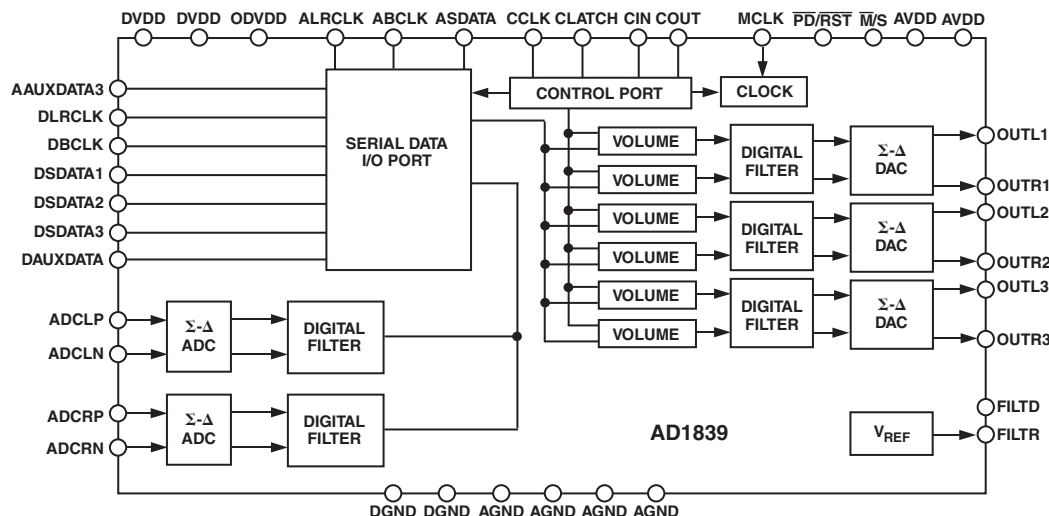 DVDD DVDD ODVDD ALRCLK ABCLK ASDATA CCLK CLATCH CIN COUT MCLK PD/RST M/S AVDD AVDD
AAUXDATA3
DLRCLK
DBCLK
DSDATA1
DSDATA2
DSDATA3
DAUXDATA
ADCLP
ADCLN
ADCRP
ADCRN
SERIAL DATA
I/O PORT
CONTROL PORT
CLOCK
VOLUME
VOLUME
VOLUME
VOLUME
VOLUME
VOLUME
DIGITAL
FILTER
DIGITAL
FILTER
DIGITAL
FILTER
Σ-Δ
DAC
Σ-Δ
DAC
Σ-Δ
DAC
OUTL1
OUTR1
OUTL2
OUTR2
OUTL3
OUTR3
Σ-Δ
ADC
DIGITAL
FILTER
Σ-Δ
ADC
DIGITAL
FILTER
AD1839
VREF
FILTD
FILTR
DGND DGND AGND AGND AGND AGND